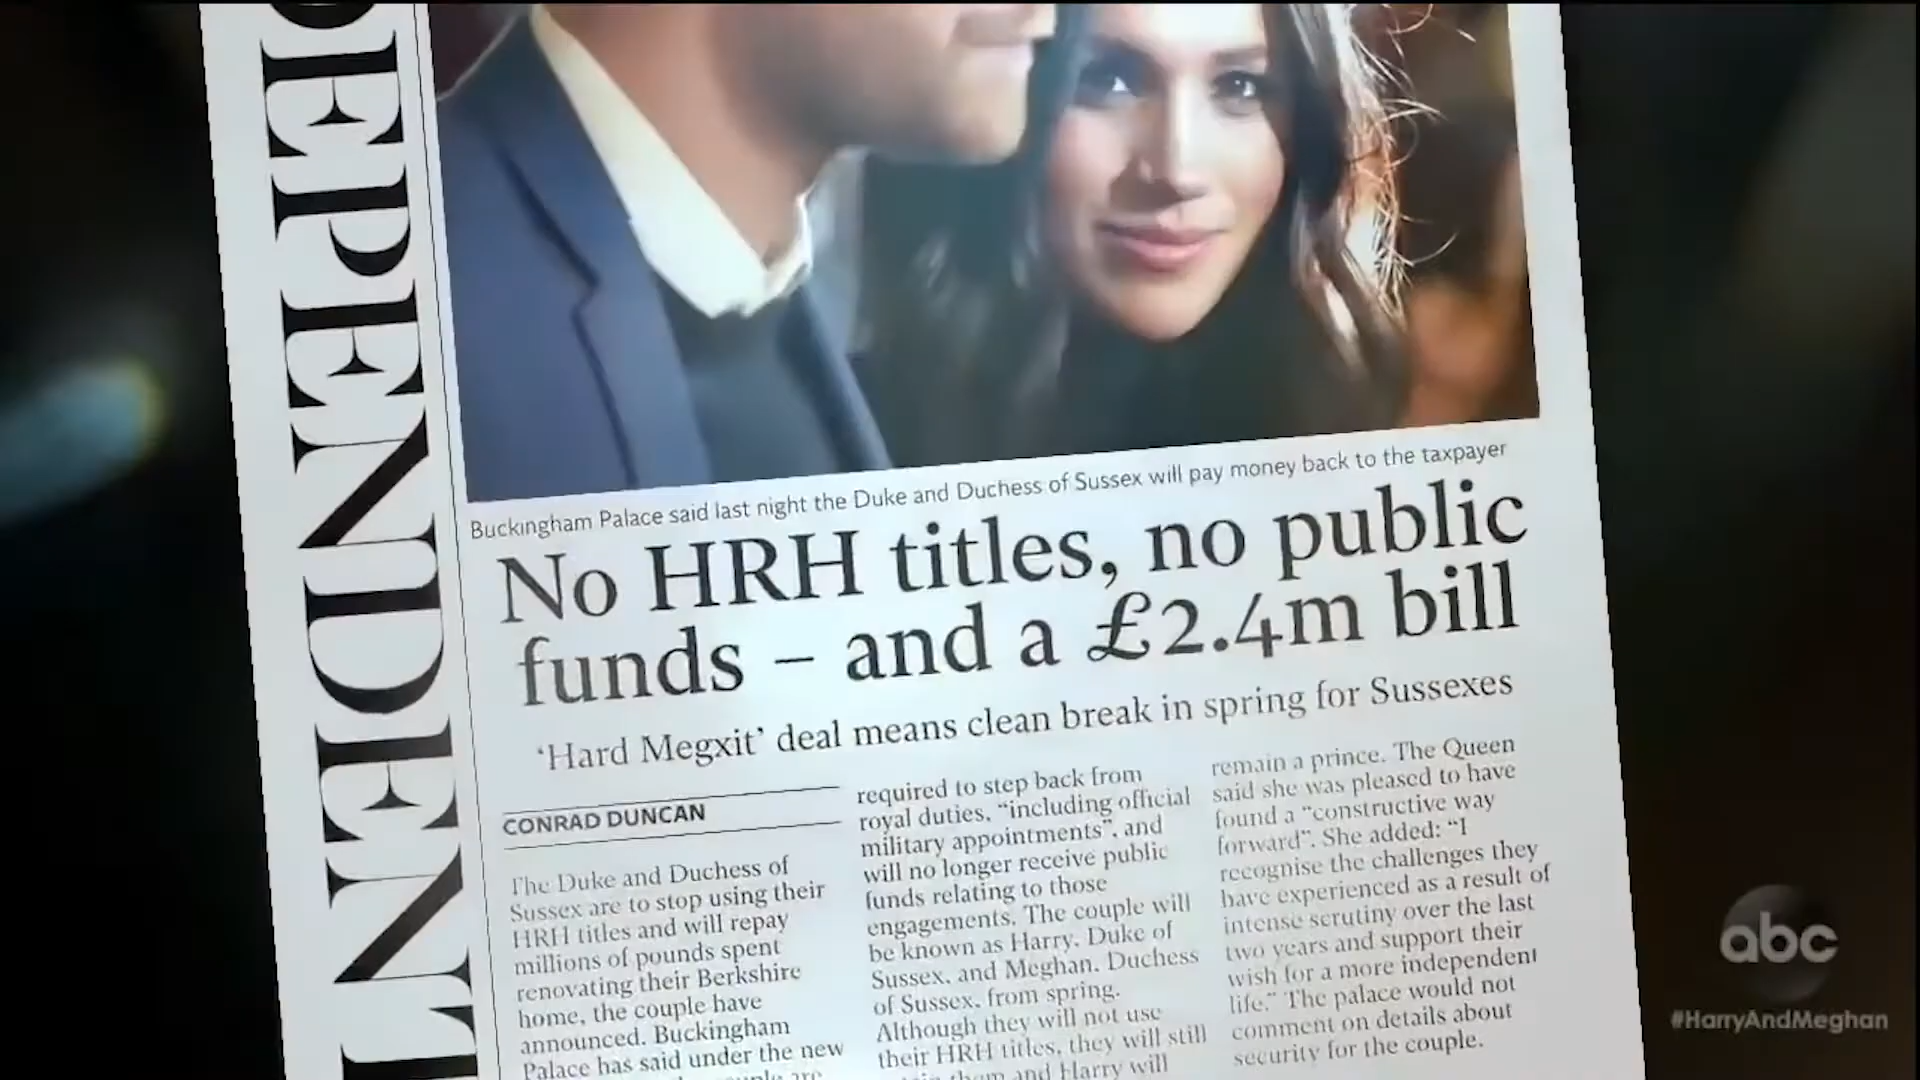 DEPENDENT
Buckingham Palace said last night the Duke and Duchess of Sussex will pay money back to the taxpayer
No HRH titles, no public
funds – and a £2.4m bill
‘Hard Megxit’ deal means clean break in spring for Sussexes
CONRAD DUNCAN
The Duke and Duchess of
Sussex are to stop using their
HRH titles and will repay
millions of pounds spent
renovating their Berkshire
home, the couple have
announced. Buckingham
Palace has said under the new
required to step back from
royal duties, “including official
military appointments”, and
will no longer receive public
funds relating to those
engagements. The couple will
be known as Harry, Duke of
Sussex, and Meghan, Duchess
of Sussex, from spring.
Although they will not use
their HRH titles, they will still
them and Harry will
remain a prince. The Queen
said she was pleased to have
found a “constructive way
forward”. She added: “I
recognise the challenges they
have experienced as a result of
intense scrutiny over the last
two years and support their
wish for a more independent
life.” The palace would not
comment on details about
security for the couple.
abc
#HarryAndMeghan